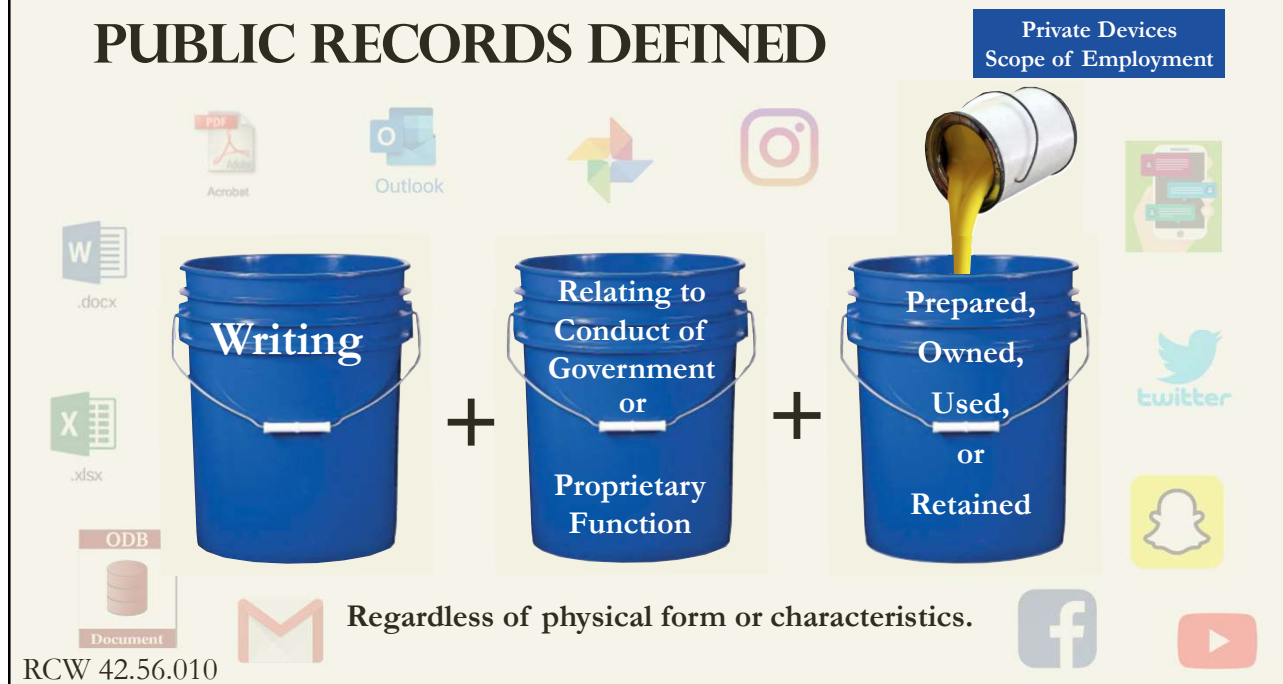 PUBLIC RECORDS DEFINED
Private Devices
Scope of Employment
PDF
Adobe
Acrobat
O
Outlook
W
.docx
X
.xlsx
ODB
Document
Writing
+
Relating to
Conduct of
Government
or
Proprietary
Function
+
Prepared,
Owned,
Used,
or
Retained
twitter
f
Regardless of physical form or characteristics.
RCW 42.56.010